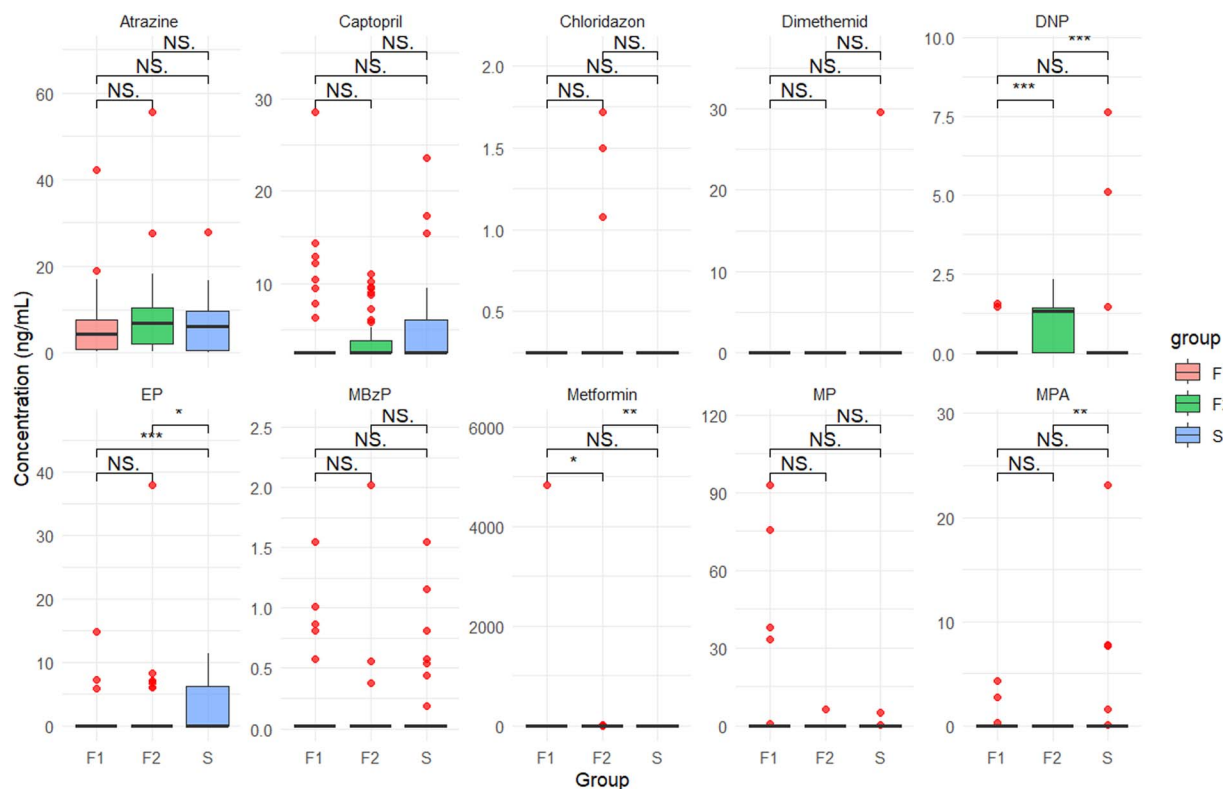 Atrazine
Captopril
Chloridazon
Dimethemid
DNP
NS.
NS.
NS.
60
40
20
0
NS.
NS.
NS.
30
20
10
NS.
NS.
NS.
2.0
1.5
1.0
0.5
NS.
NS.
NS.
30
20
10
0
***
NS.
***
10.0
7.5
5.0
2.5
0.0
Concentration (ng/mL)
EP
MBzP
Metformin
MP
MPA
*
***
NS.
40
30
20
10
0
NS.
NS.
NS.
2.5
2.0
1.5
1.0
0.5
0.0
**
NS.
*
6000
4000
2000
0
NS.
NS.
NS.
120
90
60
30
0
**
NS.
NS.
30
20
10
0
F1 F2 S
F1 F2 S
F1 F2 S
F1 F2 S
F1 F2 S
Group
group
F
F
S